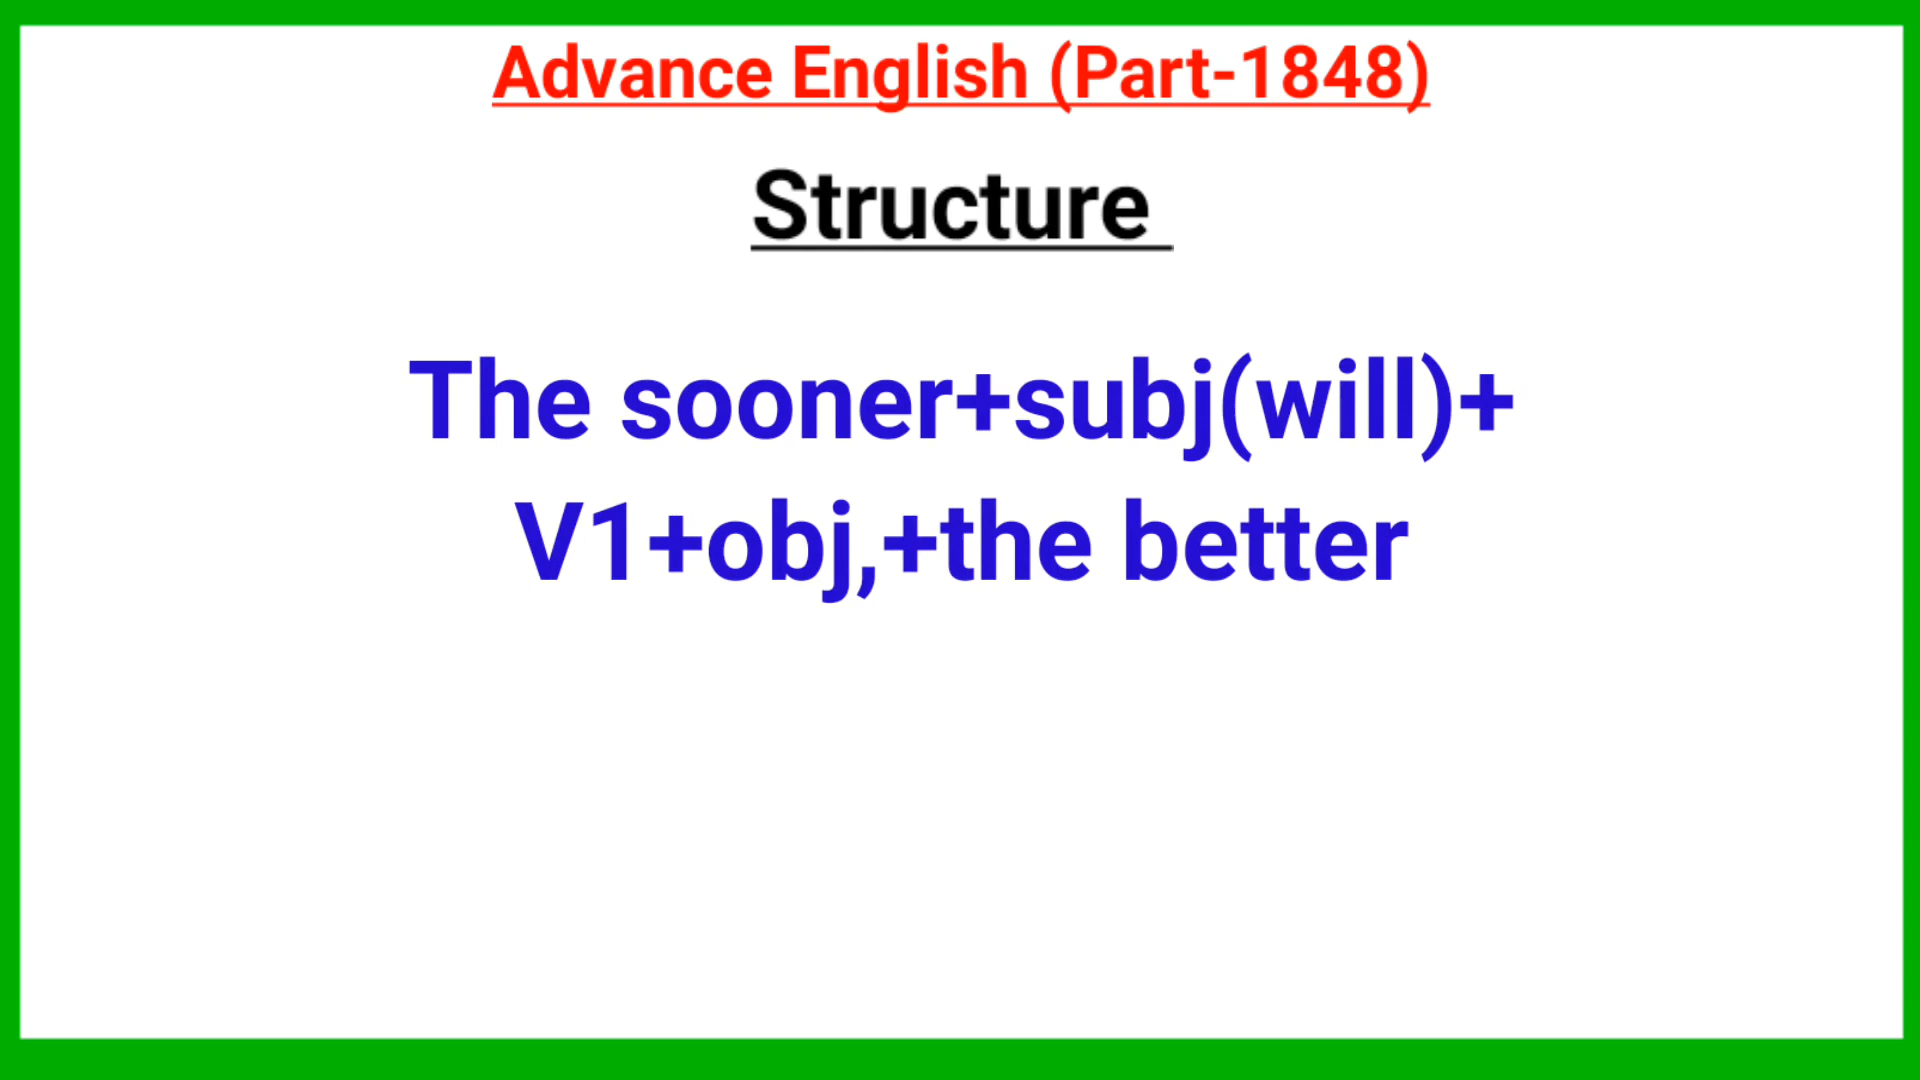 Advance English (Part-1848)
Structure
The sooner+subj(will)+
V1+obj,+the better